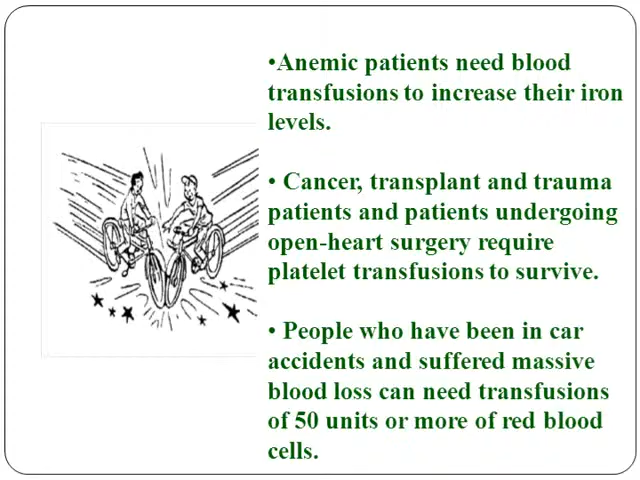 •Anemic patients need blood
transfusions to increase their iron
levels.
• Cancer, transplant and trauma
patients and patients undergoing
open-heart surgery require
platelet transfusions to survive.
• People who have been in car
accidents and suffered massive
blood loss can need transfusions
of 50 units or more of red blood
cells.